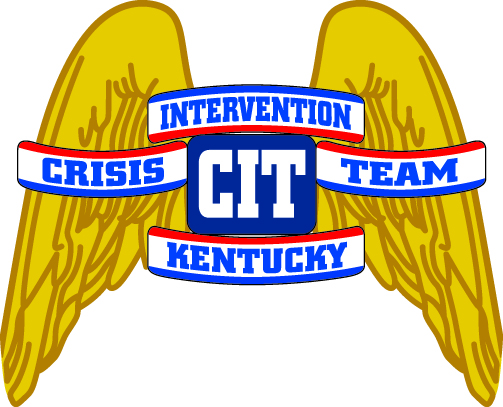 INTERVENTION
CRISIS CIT TEAM
KENTUCKY